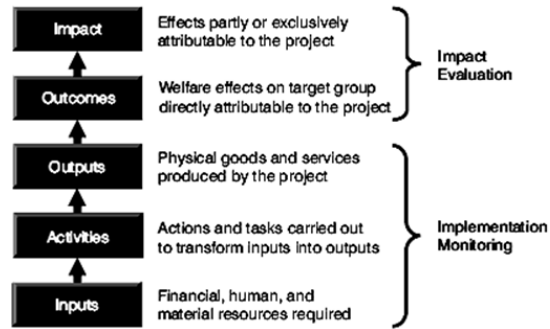 Impact
Effects partly or exclusively
attributable to the project
Outcomes
Welfare effects on target group
directly attributable to the project
Impact
Evaluation
Outputs
Physical goods and services
produced by the project
Activities
Actions and tasks carried out
to transform inputs into outputs
Inputs
Financial, human, and
material resources required
Implementation
Monitoring